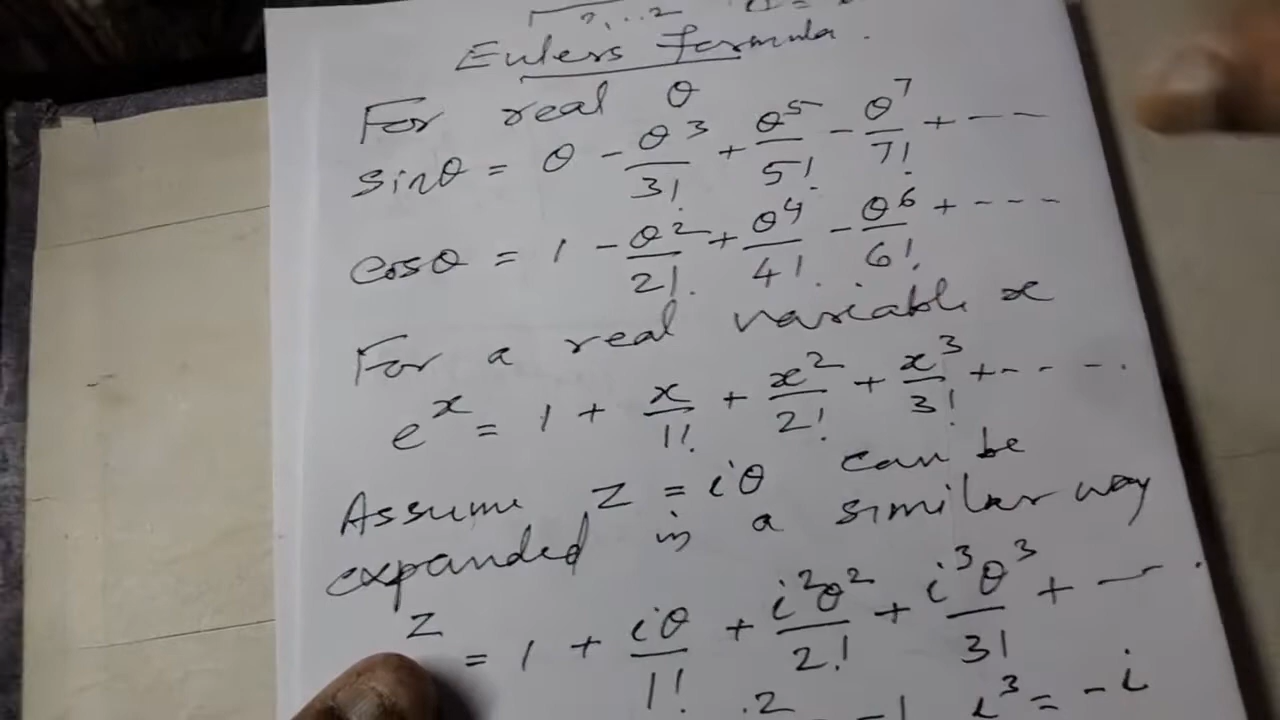 Eulers formula.
For real θ
sinθ = θ - θ³/3! + θ⁵/5! - θ⁷/7! + ---
cosθ = 1 - θ²/2! + θ⁴/4! - θ⁶/6! + ---
For a real variable x
e^x = 1 + x/1! + x²/2! + x³/3! + ----.
Assume z = iθ can be
expanded in a similar way
z = 1 + iθ/1! + i²θ²/2! + i³θ³/3! + --.
i³ = -i